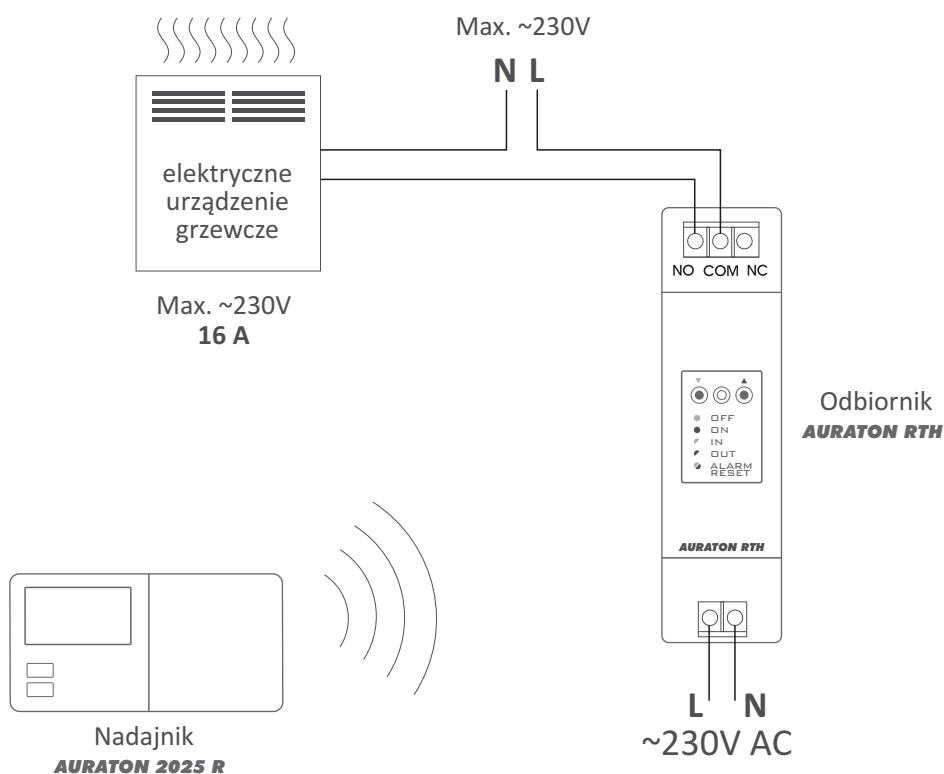 Max. ~230V
N L
elektryczne
urządzenie
grzewcze
Max. ~230V
16 A
NO COM NC
OFF
ON
IN
OUT
ALARM
RESET
AURATON RTH
Odbiornik
AURATON RTH
L N
~230V AC
Nadajnik
AURATON 2025 R